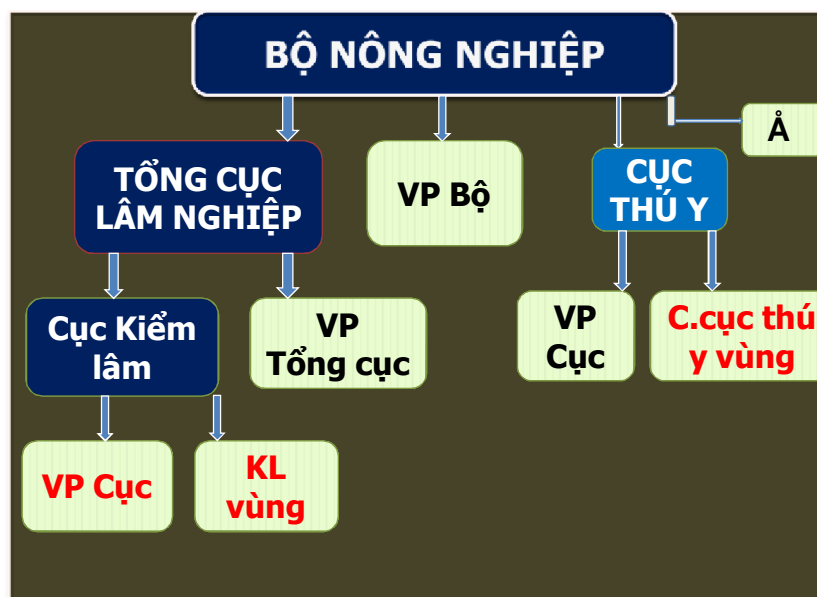 BỘ NÔNG NGHIỆP
Å
TỔNG CỤC
LÂM NGHIỆP
VP Bộ
CỤC
THÚ Y
Cục Kiểm
lâm
VP
Tổng cục
VP
Cục
C.cục thú
y vùng
VP Cục
KL
vùng